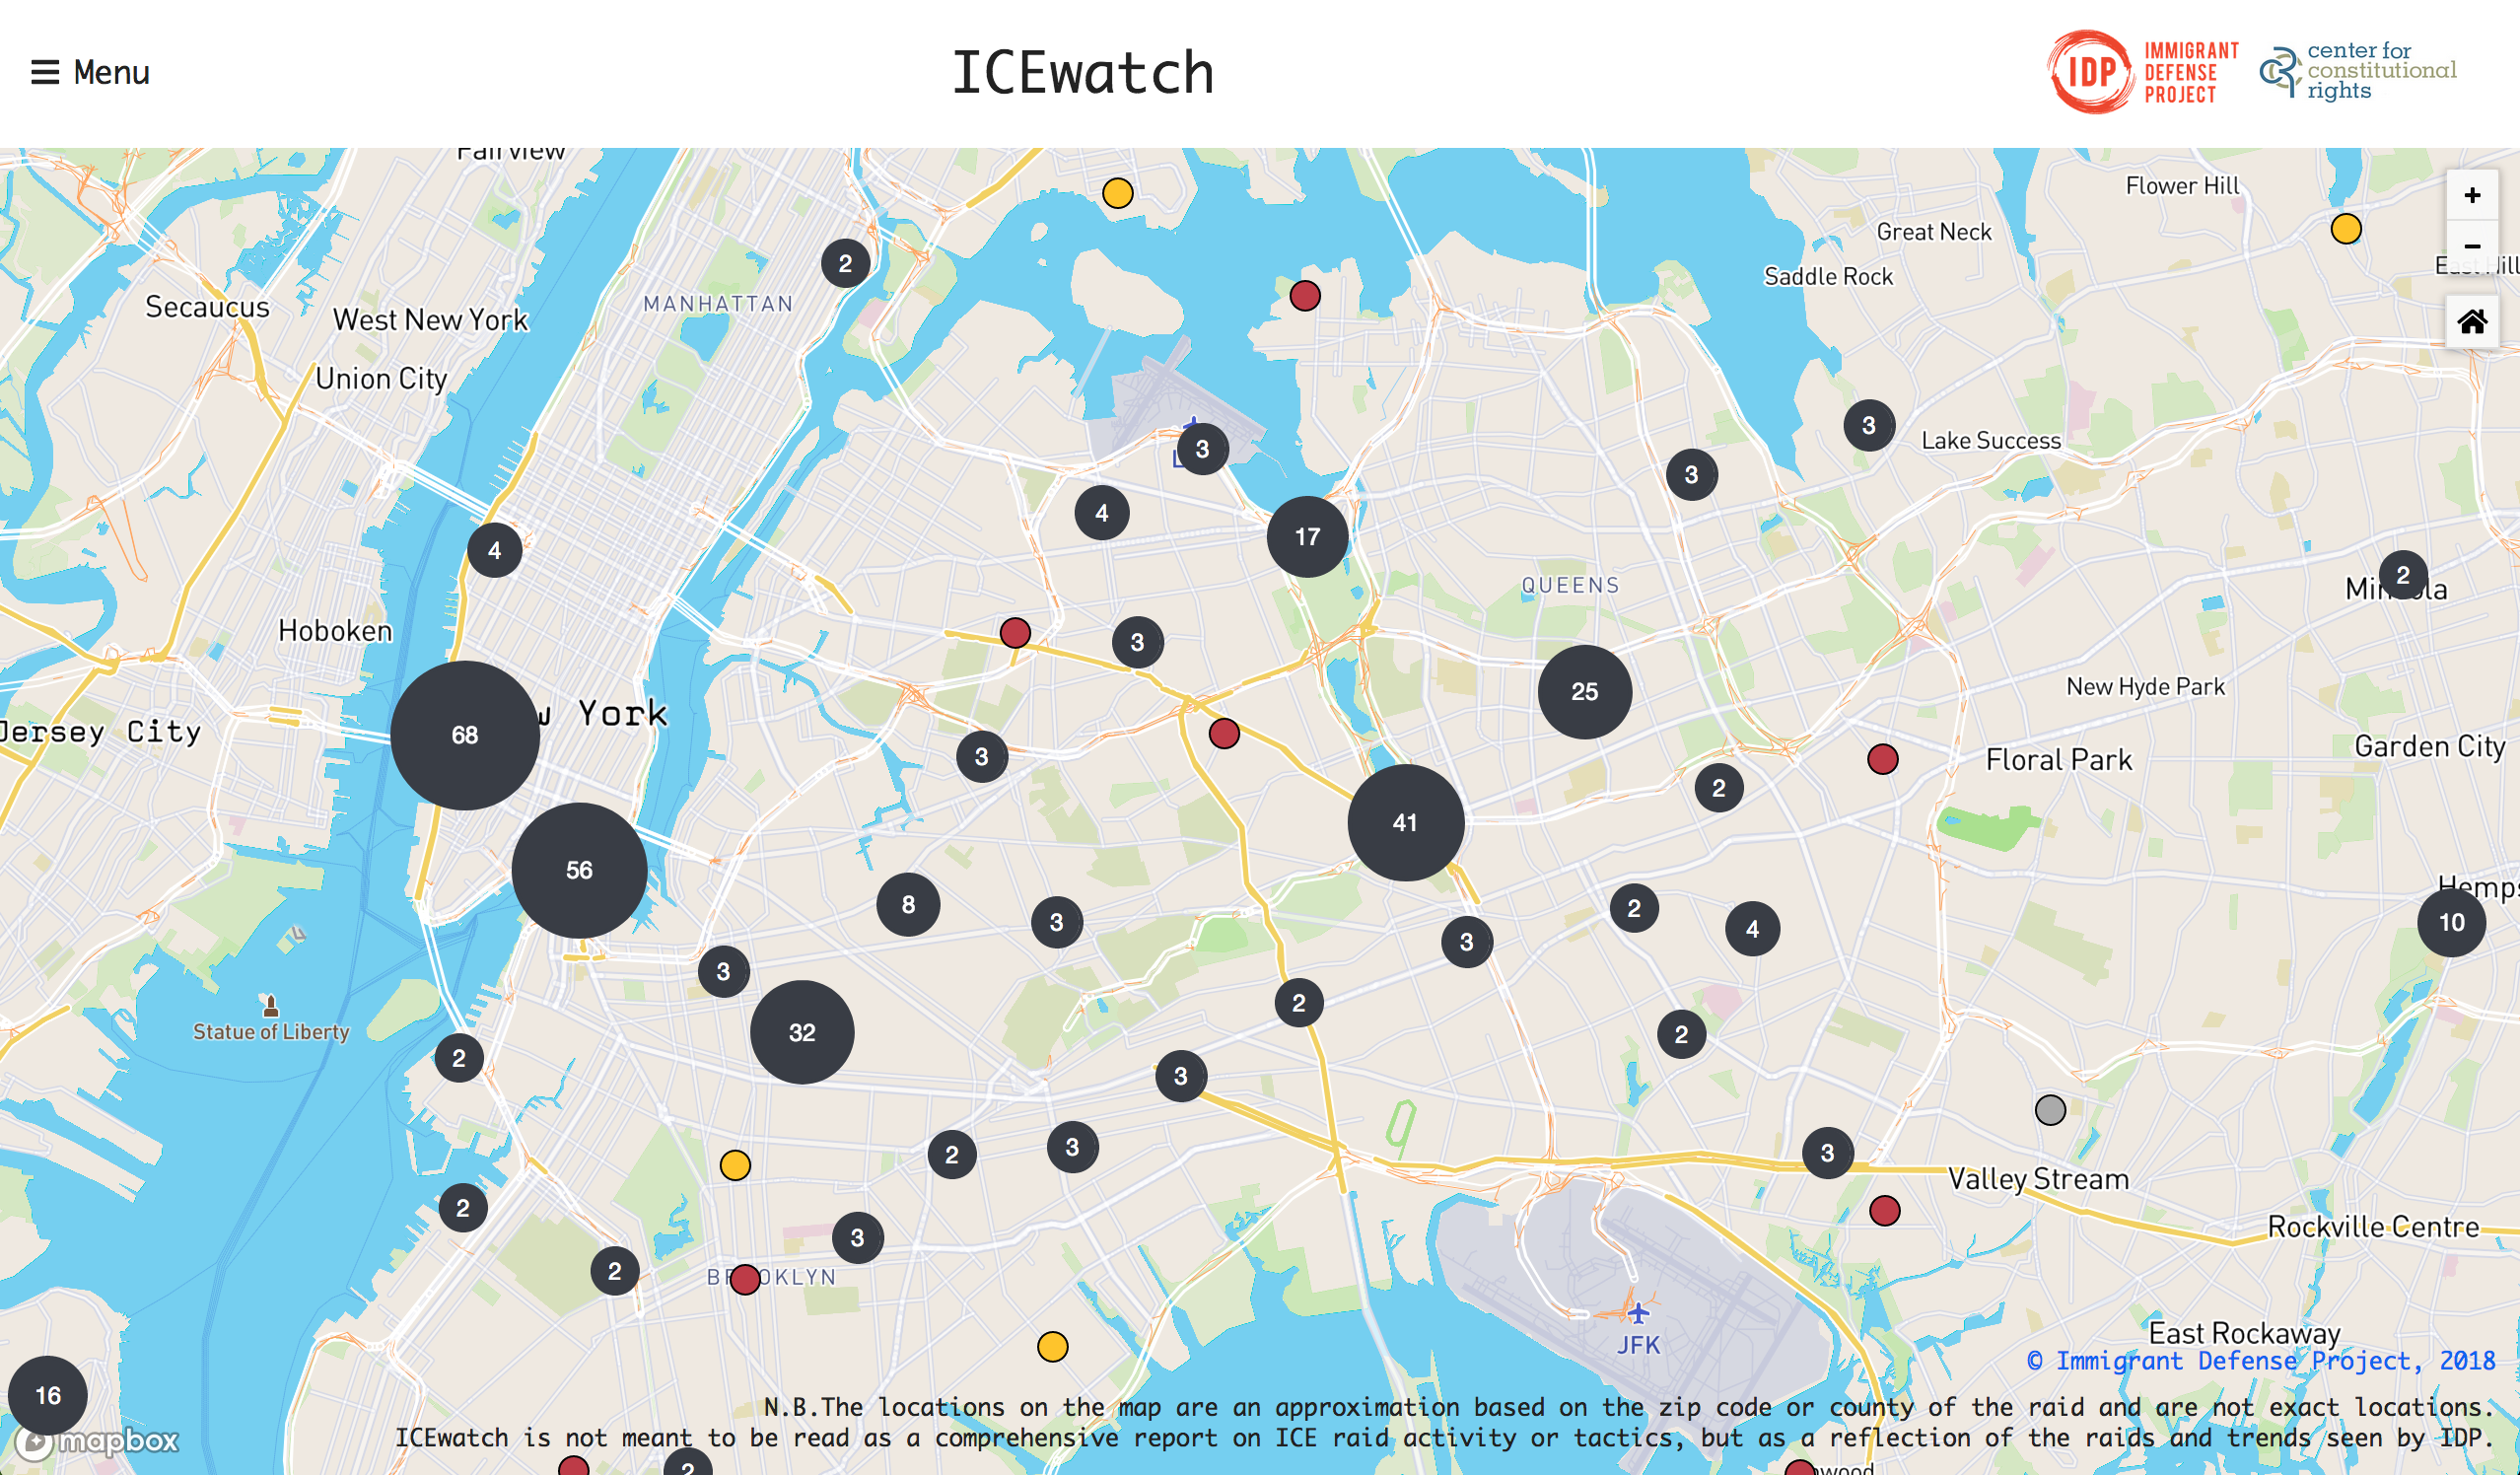 Menu
ICEwatch
IDP
IMMIGRANT
DEFENSE
PROJECT
center for
constitutional
rights
Fairview
Flower Hill
+
Great Neck
−
2
East Hill
Saddle Rock
MANHATTAN
Secaucus
West New York
Union City
3
Lake Success
3
3
4
17
4
2
QUEENS
Hoboken
3
25
New Hyde Park
68
York
Jersey City
Garden City
3
Floral Park
2
41
56
Hemps
8
3
2
4
10
3
3
2
32
Statue of Liberty
2
2
3
2
3
3
Valley Stream
2
Rockville Centre
3
2
BROOKLYN
JFK
East Rockaway
© Immigrant Defense Project, 2018
16
N.B.The locations on the map are an approximation based on the zip code or county of the raid and are not exact locations.
ICEwatch is not meant to be read as a comprehensive report on ICE raid activity or tactics, but as a reflection of the raids and trends seen by IDP.
mapbox
2